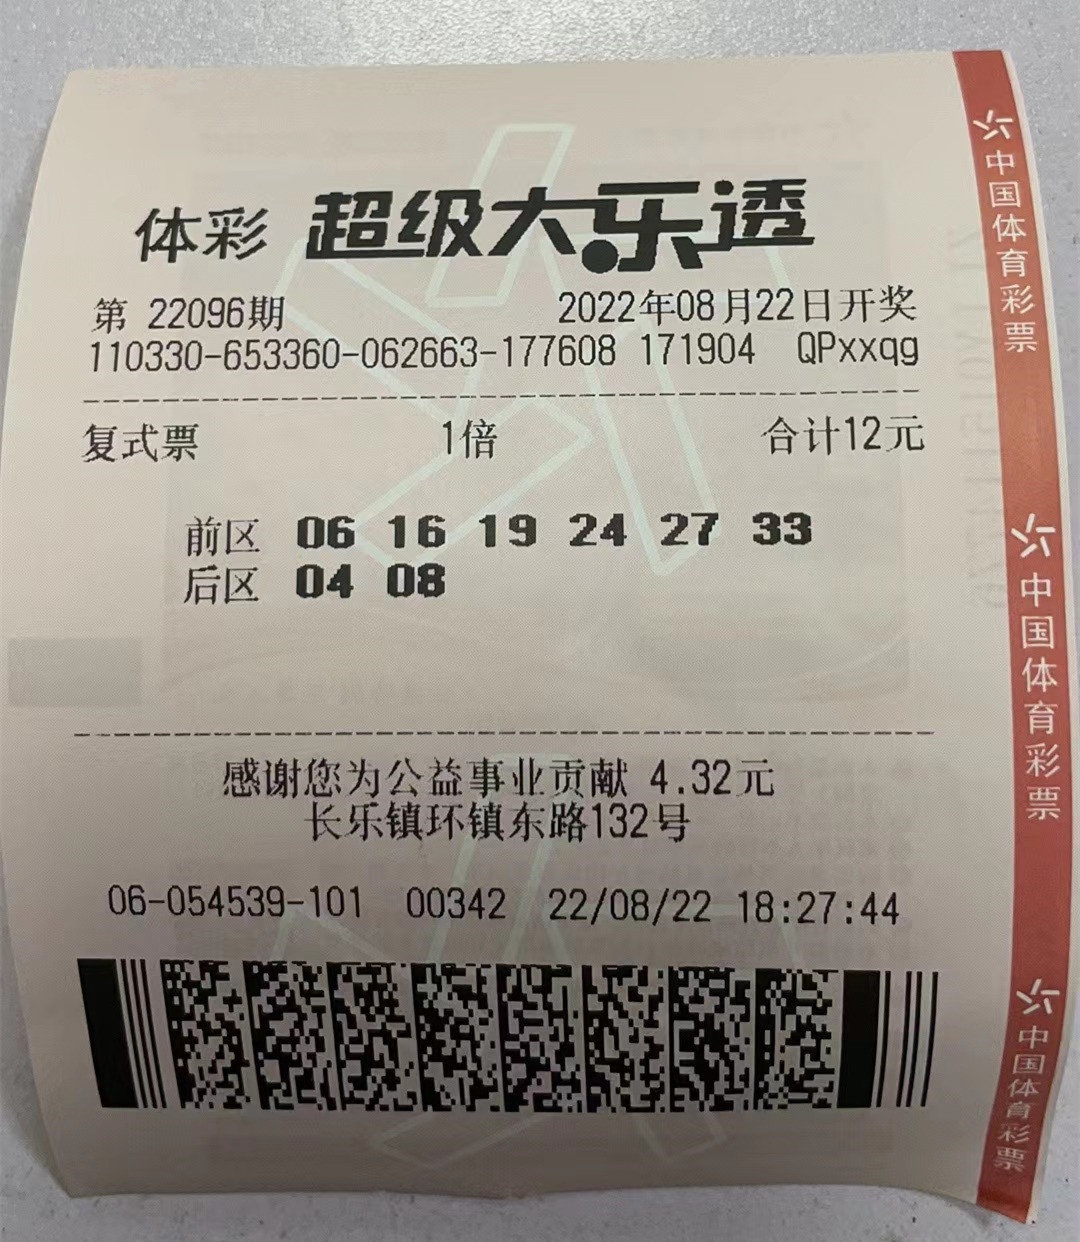 体彩 超级大乐透
第 22096期 2022年08月22日开奖
110330-653360-062663-177608 171904 QPxxqg
复式票 1倍 合计12元
前区 06 16 19 24 27 33
后区 04 08
感谢您为公益事业贡献 4.32元
长乐镇环镇东路132号
06-054539-101 00342 22/08/22 18:27:44
中国体育彩票
中国体育彩票
中国体育彩票